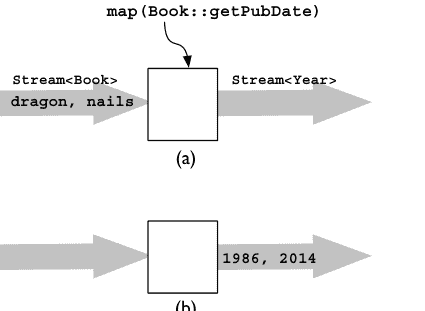 map(Book::getPubDate)
Stream<Book>
Stream<Year>
dragon, nails
(a)
1986, 2014
(b)